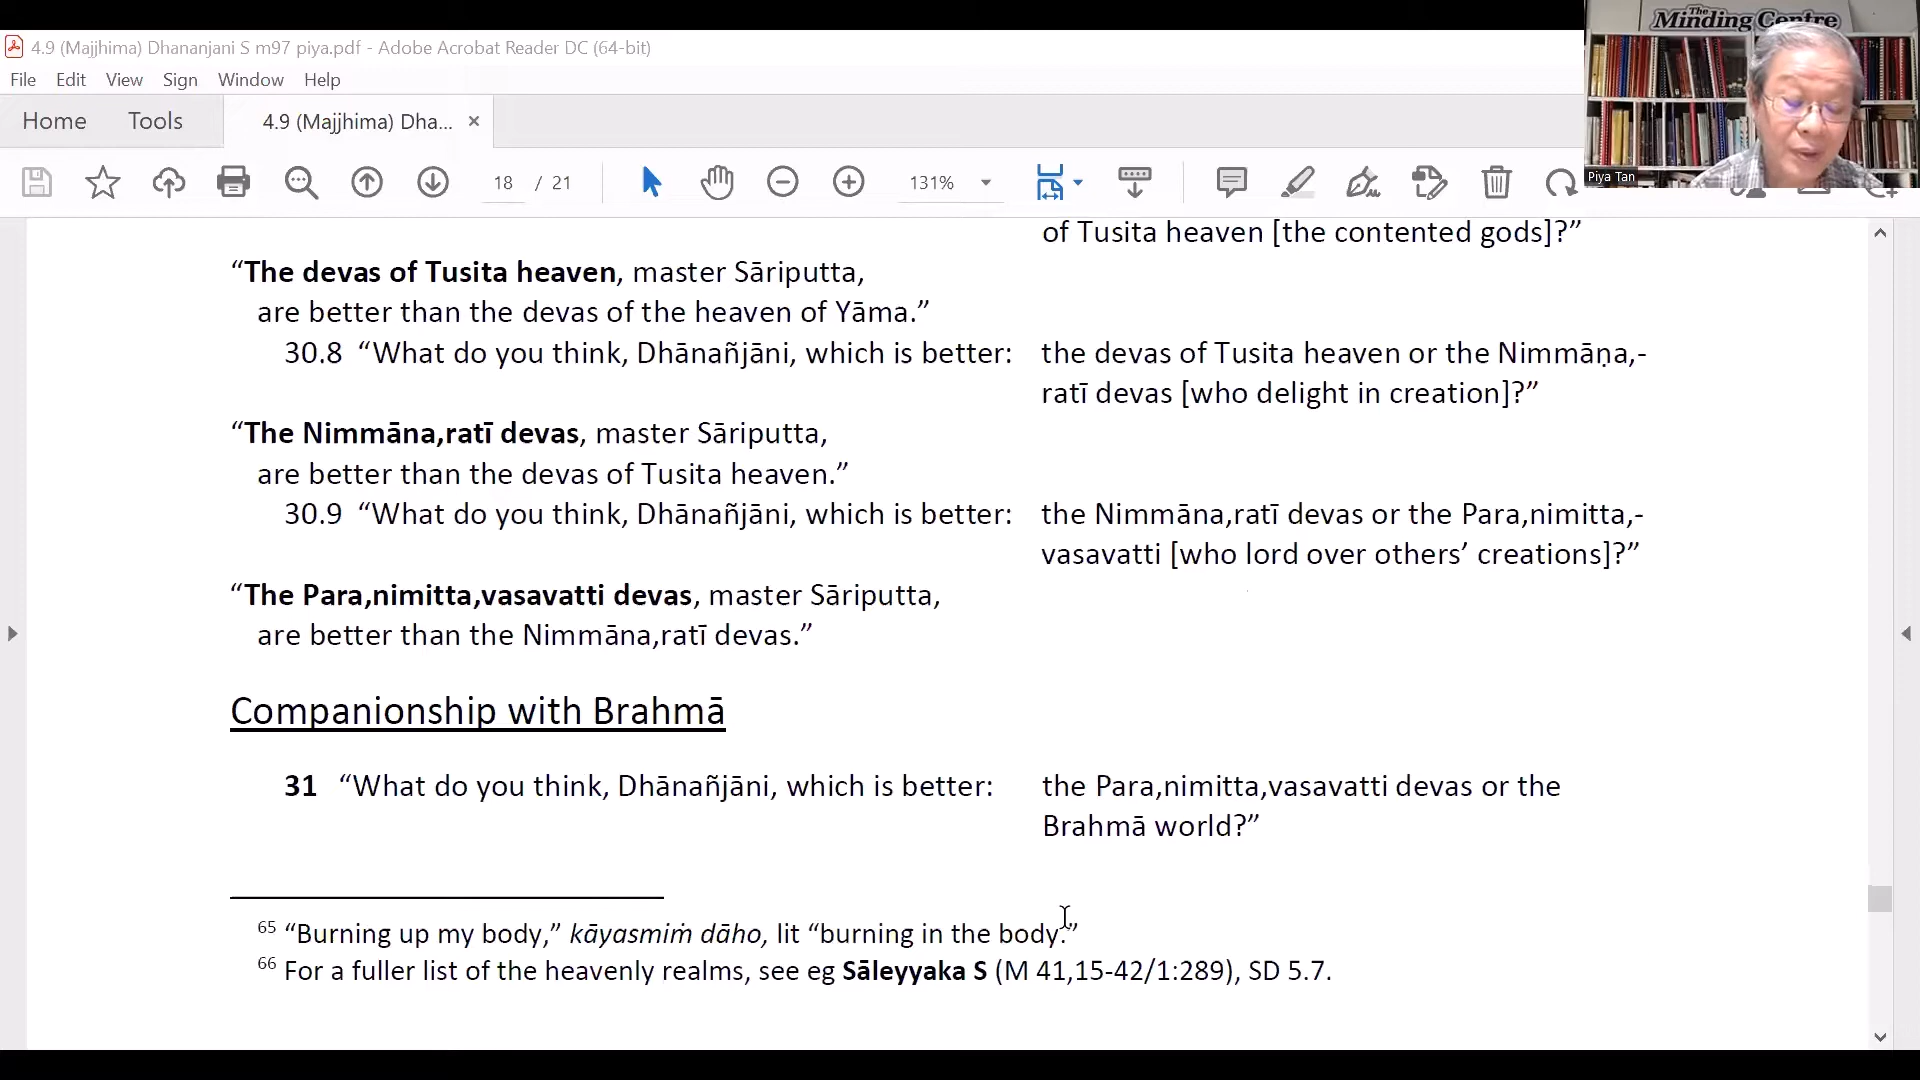 The
Minding Centre
4.9 (Majjhima) Dhananjani S m97 piya.pdf - Adobe Acrobat Reader DC (64-bit)
File Edit View Sign Window Help
Home Tools 4.9 (Majjhima) Dha... ×
18 / 21 131%
Piya Tan
of Tusita heaven [the contented gods]?”
“The devas of Tusita heaven, master Sāriputta,
are better than the devas of the heaven of Yāma.”
30.8 “What do you think, Dhānañjāni, which is better: the devas of Tusita heaven or the Nimmāṇa,-
ratī devas [who delight in creation]?”
“The Nimmāna,ratī devas, master Sāriputta,
are better than the devas of Tusita heaven.”
30.9 “What do you think, Dhānañjāni, which is better: the Nimmāna,ratī devas or the Para,nimitta,-
vasavatti [who lord over others’ creations]?”
“The Para,nimitta,vasavatti devas, master Sāriputta,
are better than the Nimmāna,ratī devas.”
Companionship with Brahmā
31 “What do you think, Dhānañjāni, which is better: the Para,nimitta,vasavatti devas or the
Brahmā world?”
65 “Burning up my body,” kāyasmiṁ dāho, lit “burning in the body.”
66 For a fuller list of the heavenly realms, see eg Sāleyyaka S (M 41,15-42/1:289), SD 5.7.